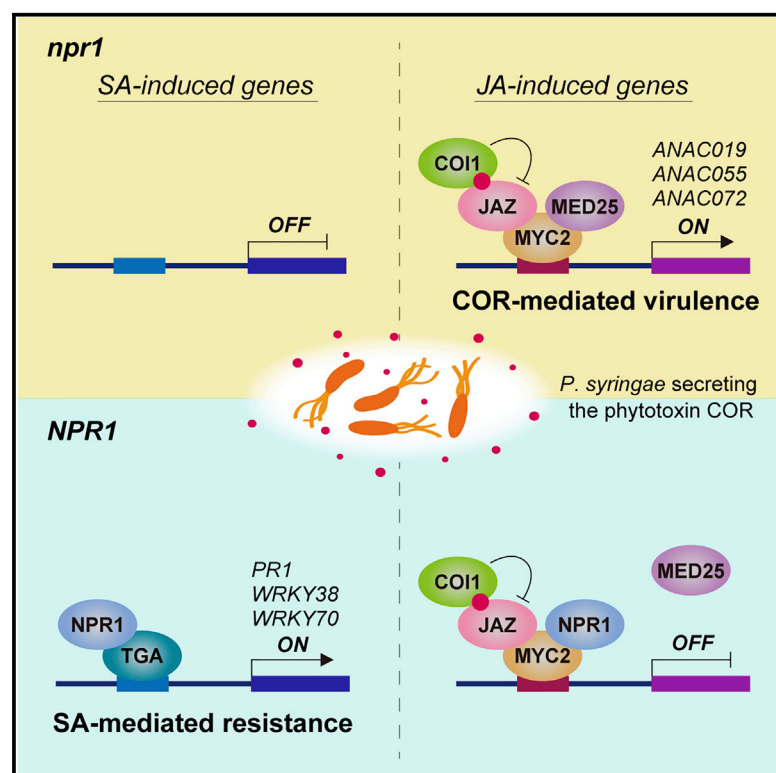 npr1
SA-induced genes
JA-induced genes
COI1
JAZ
MED25
MYC2
ANAC019
ANAC055
ANAC072
OFF
ON
COR-mediated virulence
P. syringae secreting
the phytotoxin COR
NPR1
NPR1
TGA
PR1
WRKY38
WRKY70
ON
SA-mediated resistance
COI1
JAZ
NPR1
MYC2
MED25
OFF